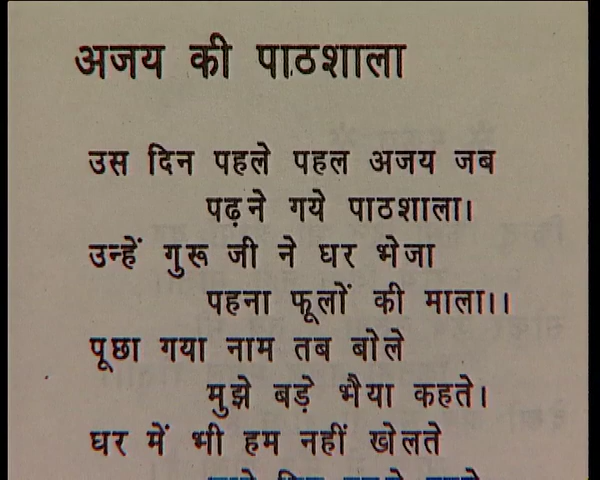 अजय की पाठशाला
उस दिन पहले पहल अजय जब
पढ़ने गये पाठशाला।
उन्हें गुरू जी ने घर भेजा
पहना फूलों की माला।।
पूछा गया नाम तब बोले
मुझे बड़े भैया कहते।
घर में भी हम नहीं खेलते